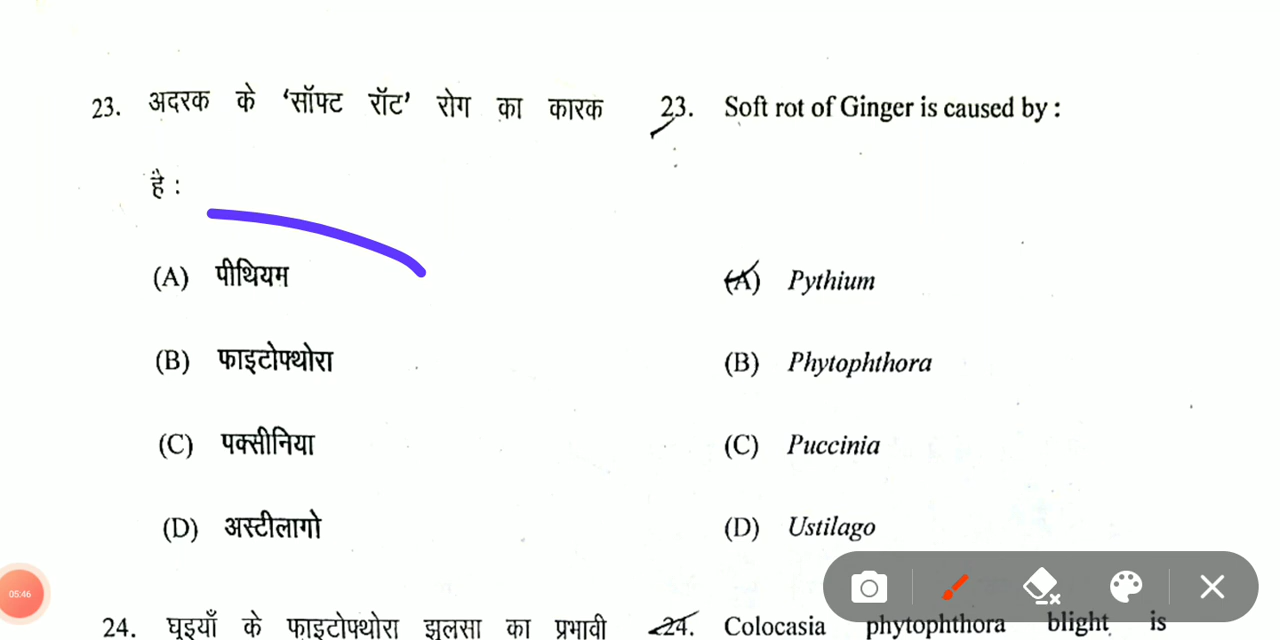 23. अदरक के ‘सॉफ्ट रॉट’ रोग का कारक
है :
(A) पीथियम
(B) फाइटोफ्थोरा
(C) पक्सीनिया
(D) अस्टीलागो
24. घुइयाँ के फाइटोफ्थोरा झुलसा का प्रभावी
23. Soft rot of Ginger is caused by :
(A) Pythium
(B) Phytophthora
(C) Puccinia
(D) Ustilago
24. Colocasia phytophthora blight is
05:46